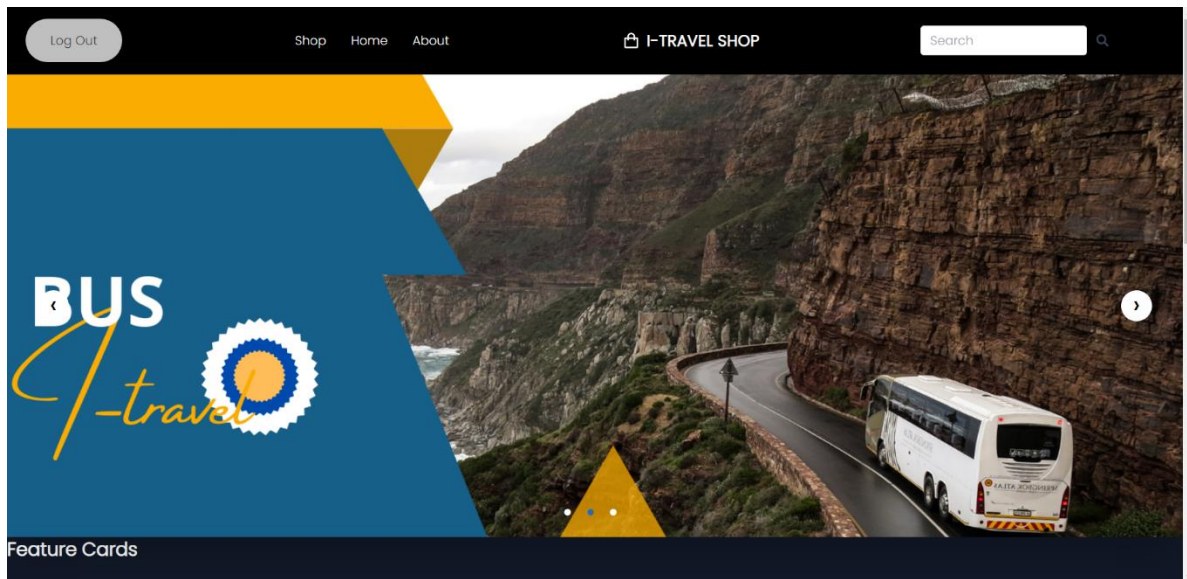 Log Out
Shop Home About
I-TRAVEL SHOP
Search
BUS
I-travel
Feature Cards